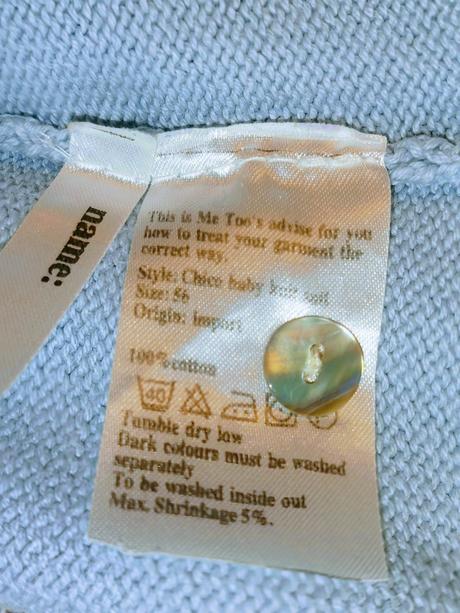 name:
This is Me Too's advise for you
how to treat your garment the
correct way.
Style: Chico baby knit suit
Size: 56
Origin: import
100% cotton
40
Tumble dry low
Dark colours must be washed
separately
To be washed inside out
Max. Shrinkage 5%.